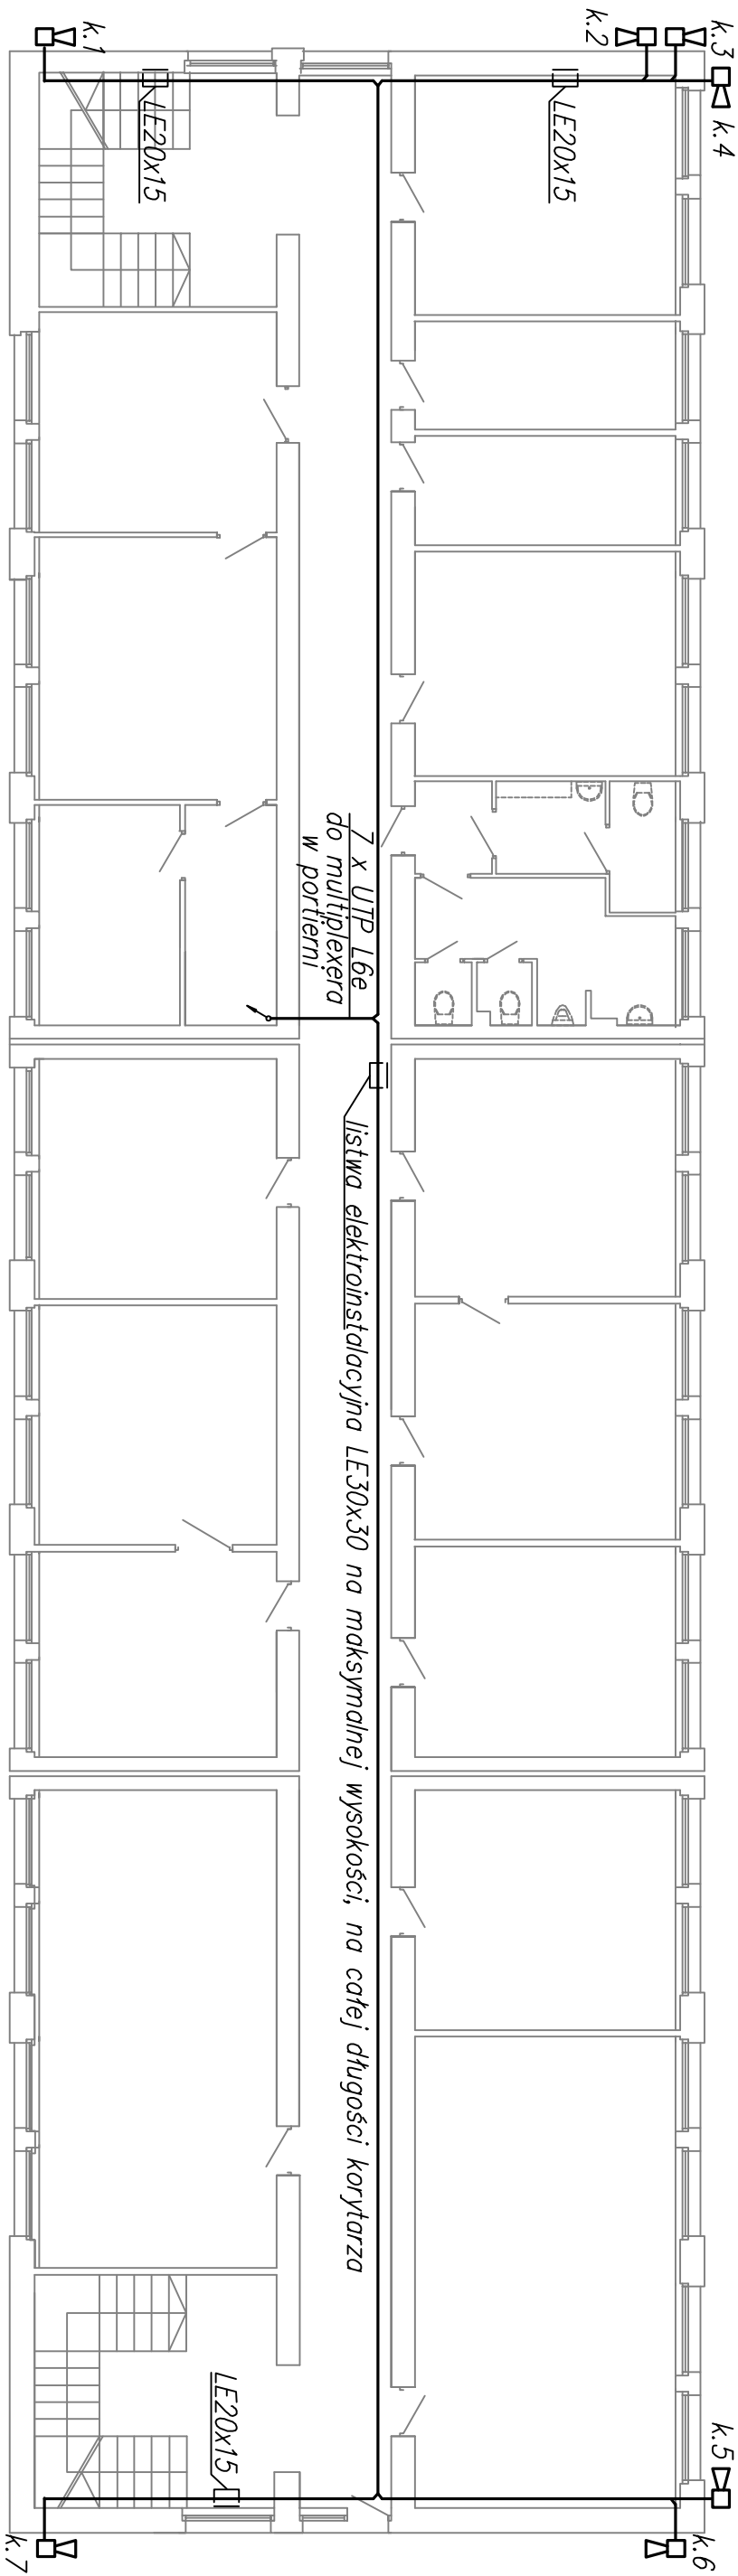 k.1
k.2
k.3
k.4
LE20x15
LE20x15
7 x UTP L6e
do multiplexera
w portierni
listwa elektroinstalacyjna LE30x30 na maksymalnej wysokości, na całej długości korytarza
LE20x15
k.5
k.6
k.7